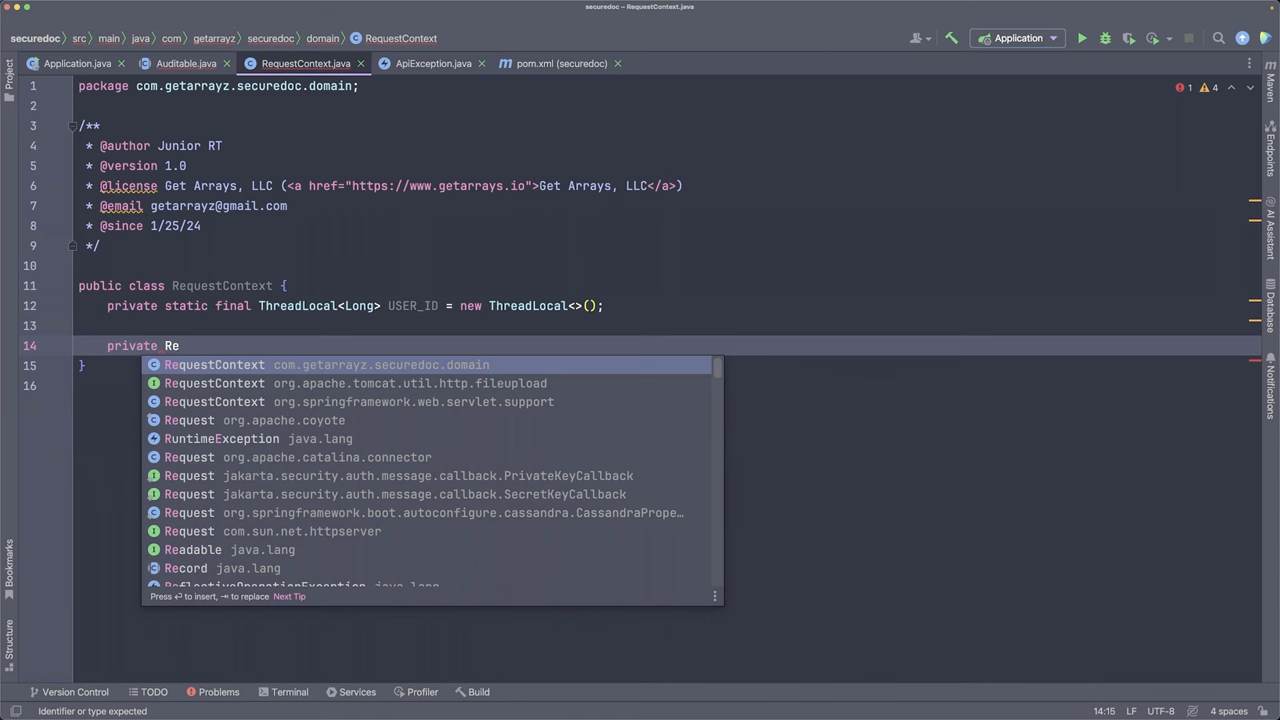 securedoc – RequestContext.java
securedoc > src > main > java > com > getarrayz > securedoc > domain > RequestContext
Application
Application.java
Auditable.java
RequestContext.java
ApiException.java
pom.xml (securedoc)
Project
1 package com.getarrayz.securedoc.domain;
1 4
2
3 /**
4 * @author Junior RT
5 * @version 1.0
6 * @license Get Arrays, LLC (<a href="https://www.getarrays.io">Get Arrays, LLC</a>)
7 * @email getarrayz@gmail.com
8 * @since 1/25/24
9 */
10
11 public class RequestContext {
12 private static final ThreadLocal<Long> USER_ID = new ThreadLocal<>();
13
14 private Re
15 }
16
RequestContext com.getarrayz.securedoc.domain
RequestContext org.apache.tomcat.util.http.fileupload
RequestContext org.springframework.web.servlet.support
Request org.apache.coyote
RuntimeException java.lang
Request org.apache.catalina.connector
Request jakarta.security.auth.message.callback.PrivateKeyCallback
Request jakarta.security.auth.message.callback.SecretKeyCallback
Request org.springframework.boot.autoconfigure.cassandra.CassandraPrope…
Request com.sun.net.httpserver
Readable java.lang
Record java.lang
ReflectiveOperationException java.lang
Press ⏎ to insert, ⇥ to replace Next Tip
Maven
Endpoints
AI Assistant
Database
Notifications
Bookmarks
Structure
Version Control
TODO
Problems
Terminal
Services
Profiler
Build
Identifier or type expected
14:15 LF UTF-8 4 spaces